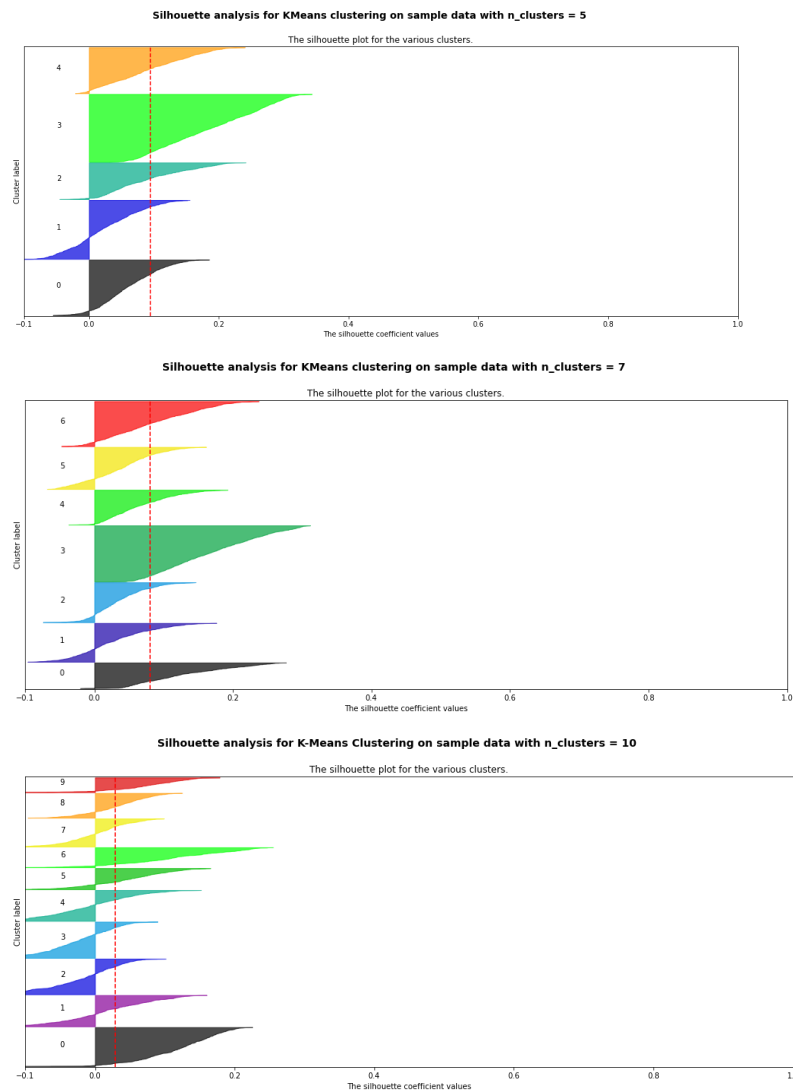 Silhouette analysis for KMeans clustering on sample data with n_clusters = 5
The silhouette plot for the various clusters.
4
3
2
1
0
Cluster label
−0.1 0.0 0.2 0.4 0.6 0.8 1.0
The silhouette coefficient values
Silhouette analysis for KMeans clustering on sample data with n_clusters = 7
The silhouette plot for the various clusters.
6
5
4
3
2
1
0
Cluster label
−0.1 0.0 0.2 0.4 0.6 0.8 1.0
The silhouette coefficient values
Silhouette analysis for K-Means Clustering on sample data with n_clusters = 10
The silhouette plot for the various clusters.
9
8
7
6
5
4
3
2
1
0
Cluster label
−0.1 0.0 0.2 0.4 0.6 0.8
The silhouette coefficient values